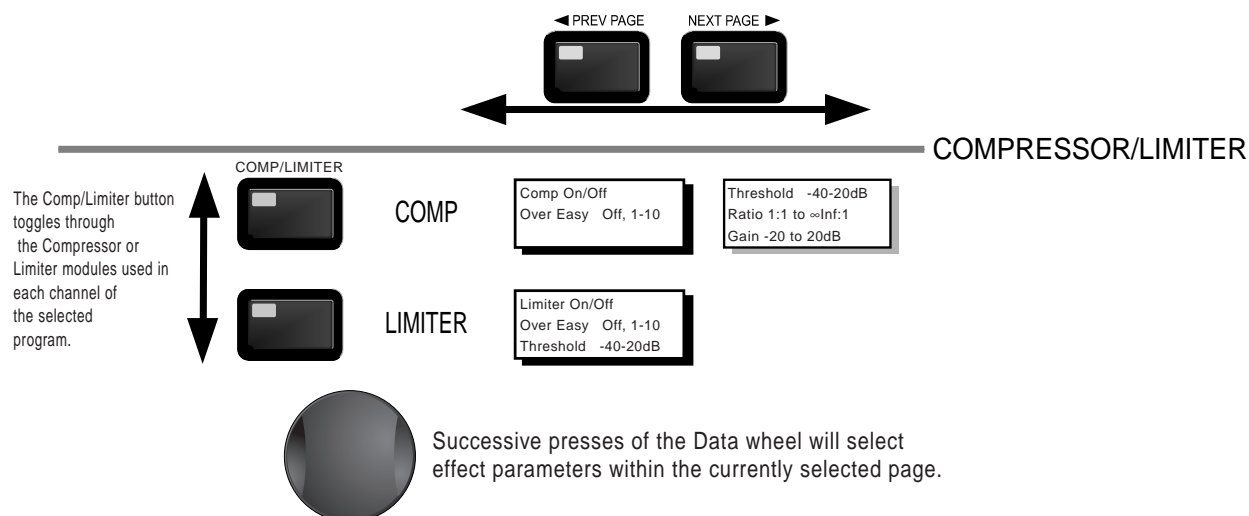 ◄ PREV PAGE
NEXT PAGE ►
COMPRESSOR/LIMITER
COMP/LIMITER
The Comp/Limiter button
toggles through
the Compressor or
Limiter modules used in
each channel of
the selected
program.
COMP
Comp On/Off
Over Easy Off, 1-10
Threshold -40-20dB
Ratio 1:1 to ∞Inf:1
Gain -20 to 20dB
LIMITER
Limiter On/Off
Over Easy Off, 1-10
Threshold -40-20dB
Successive presses of the Data wheel will select
effect parameters within the currently selected page.